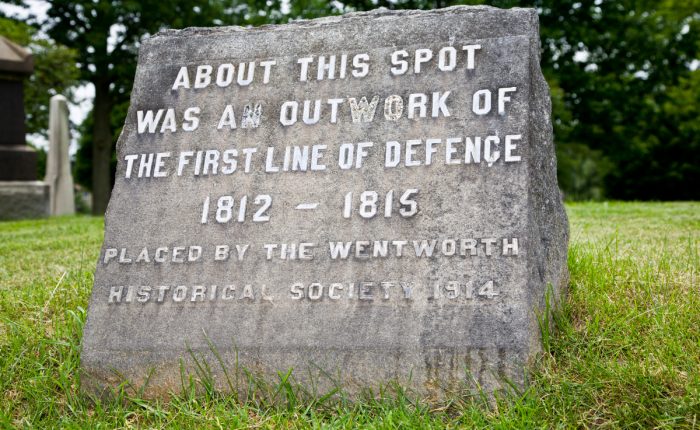 ABOUT THIS SPOT
WAS AN OUTWORK OF
THE FIRST LINE OF DEFENCE
1812 – 1815
PLACED BY THE WENTWORTH
HISTORICAL SOCIETY 1914